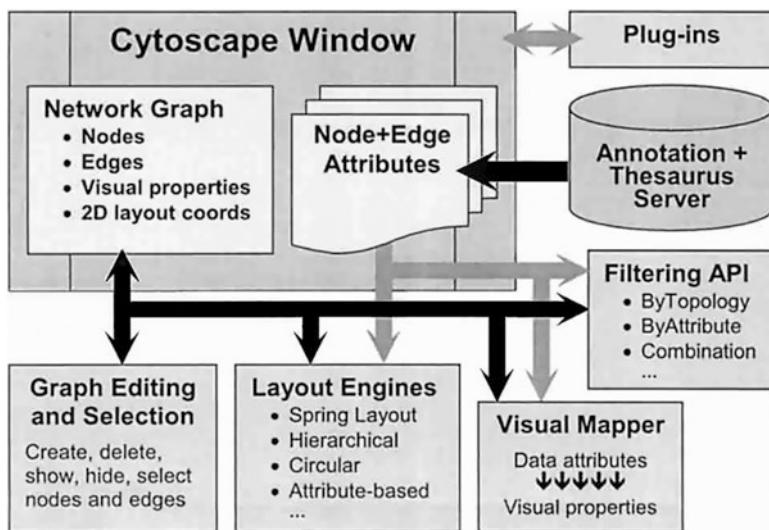 Cytoscape Window
Plug-ins
Network Graph
• Nodes
• Edges
• Visual properties
• 2D layout coords
Node+Edge
Attributes
Annotation +
Thesaurus
Server
Filtering API
• ByTopology
• ByAttribute
• Combination
...
Graph Editing
and Selection
Create, delete,
show, hide, select
nodes and edges
Layout Engines
• Spring Layout
• Hierarchical
• Circular
• Attribute-based
...
Visual Mapper
Data attributes
Visual properties